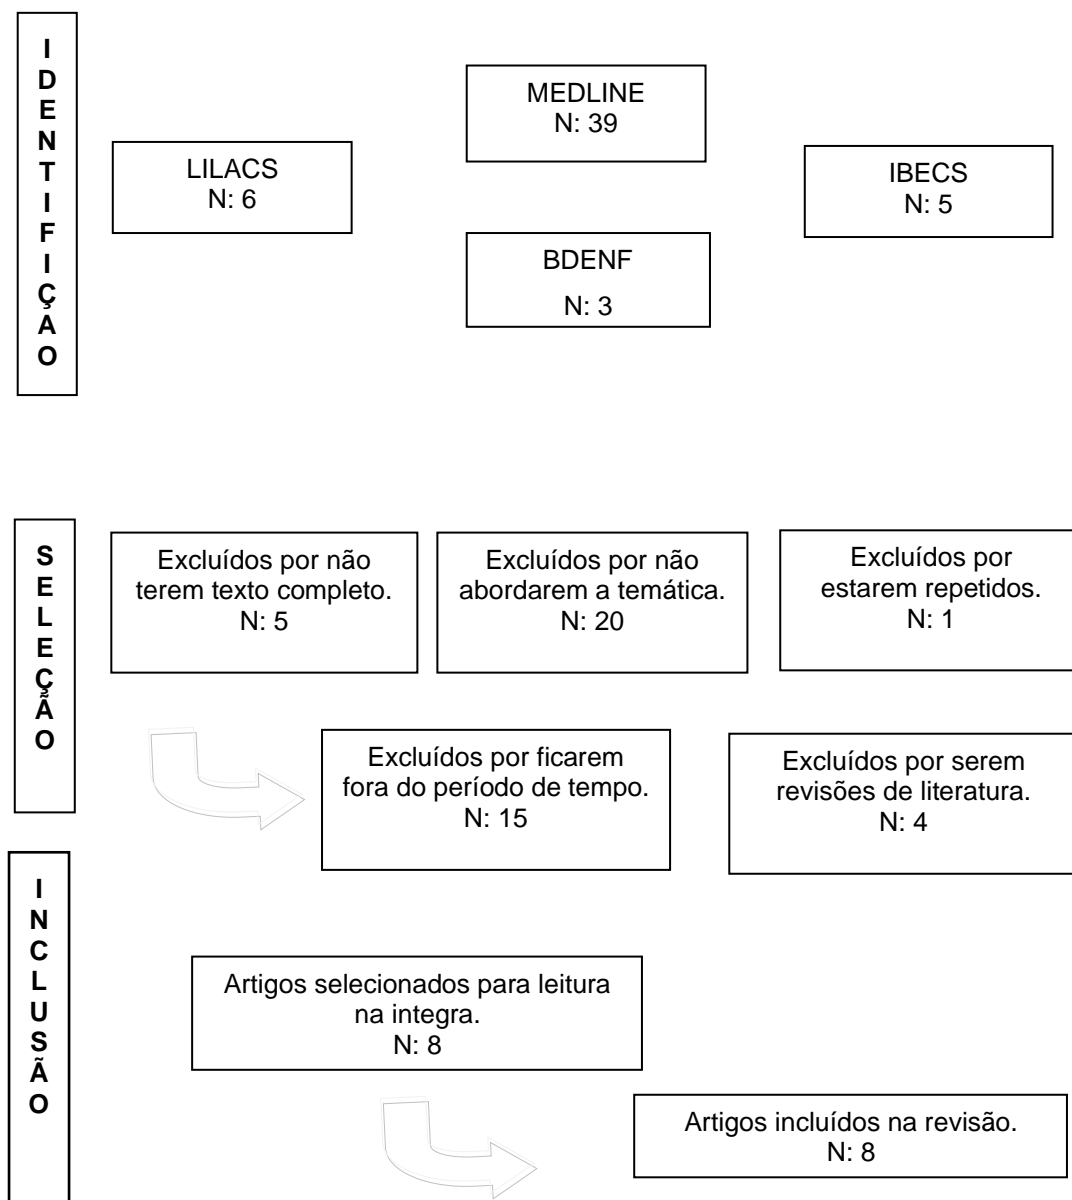 IDENTIFIÇAO
MEDLINE
N: 39
LILACS
N: 6
IBECS
N: 5
BDENF
N: 3
SELEÇÃO
Excluídos por não
terem texto completo.
N: 5
Excluídos por não
abordarem a temática.
N: 20
Excluídos por
estarem repetidos.
N: 1
Excluídos por ficarem
fora do período de tempo.
N: 15
Excluídos por serem
revisões de literatura.
N: 4
INCLUSÃO
Artigos selecionados para leitura
na integra.
N: 8
Artigos incluídos na revisão.
N: 8